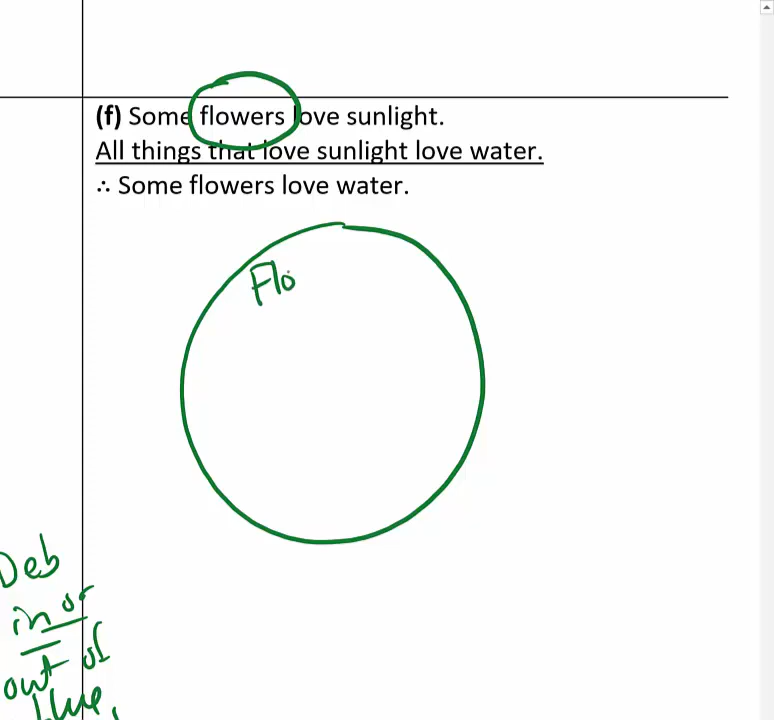 (f) Some flowers love sunlight.
All things that love sunlight love water.
∴ Some flowers love water.
Flo
Deb
in or
out of